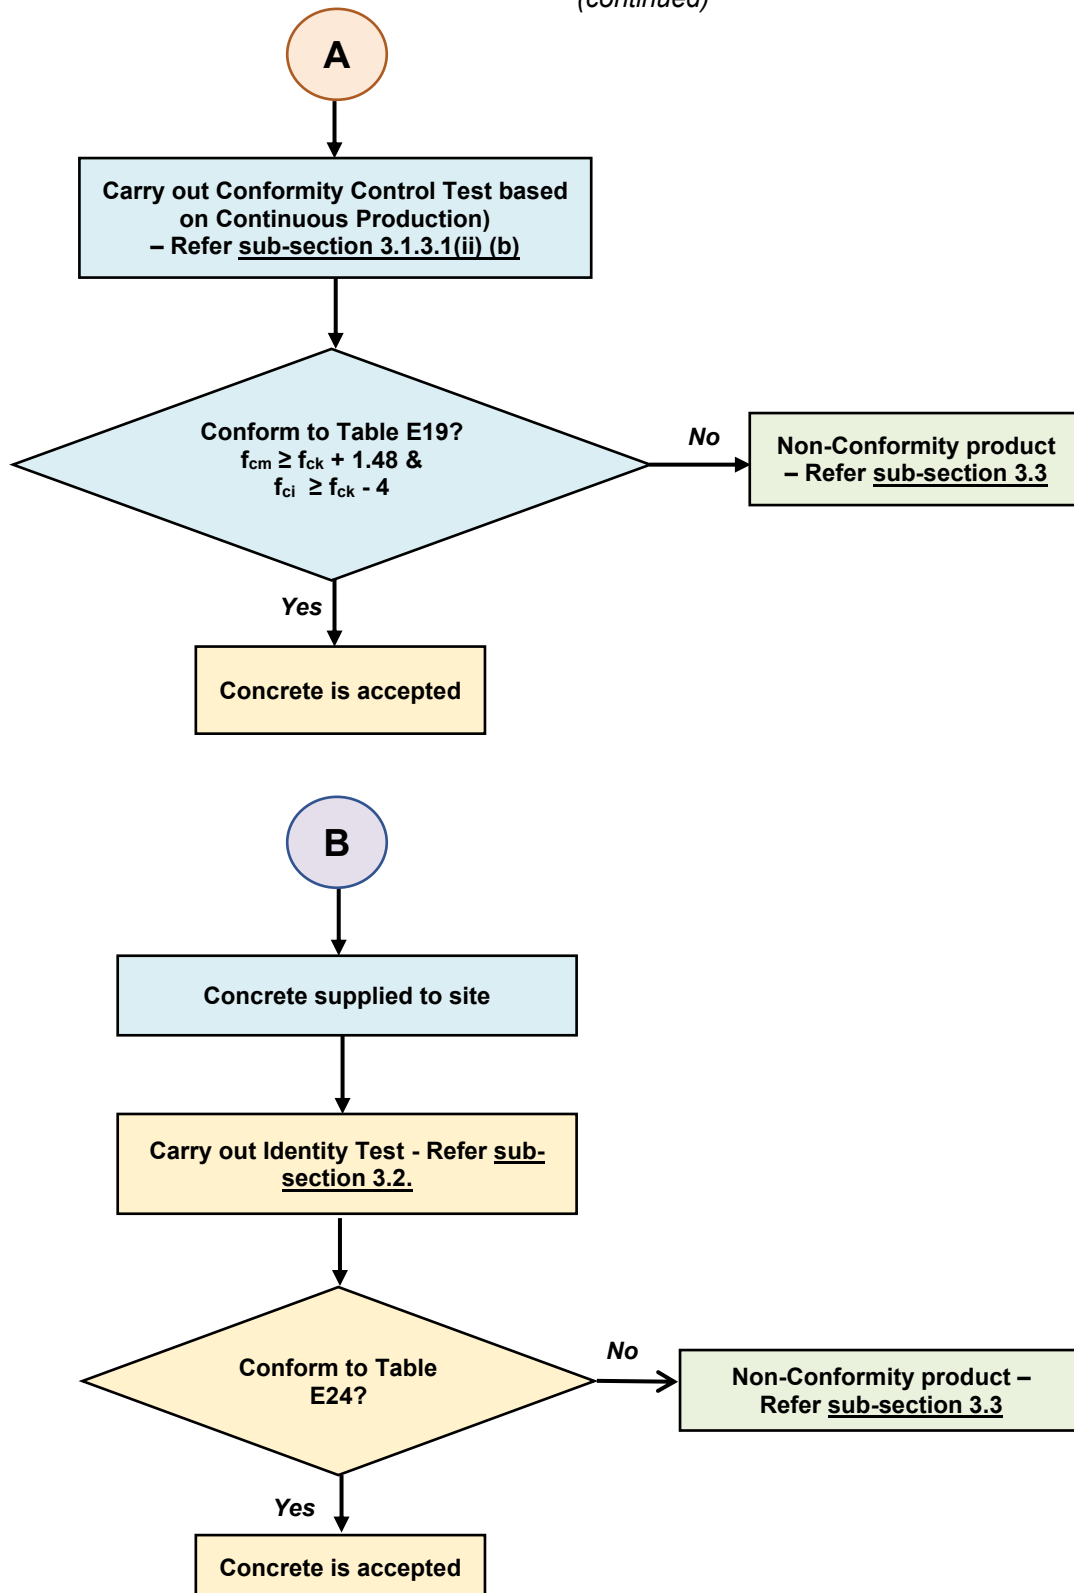 (continued)
A
Carry out Conformity Control Test based
on Continuous Production)
– Refer sub-section 3.1.3.1(ii) (b)
Conform to Table E19?
fcm ≥ fck + 1.48 &
fci ≥ fck - 4
No
Non-Conformity product
– Refer sub-section 3.3
Yes
Concrete is accepted
B
Concrete supplied to site
Carry out Identity Test - Refer sub-
section 3.2.
Conform to Table
E24?
No
Non-Conformity product –
Refer sub-section 3.3
Yes
Concrete is accepted